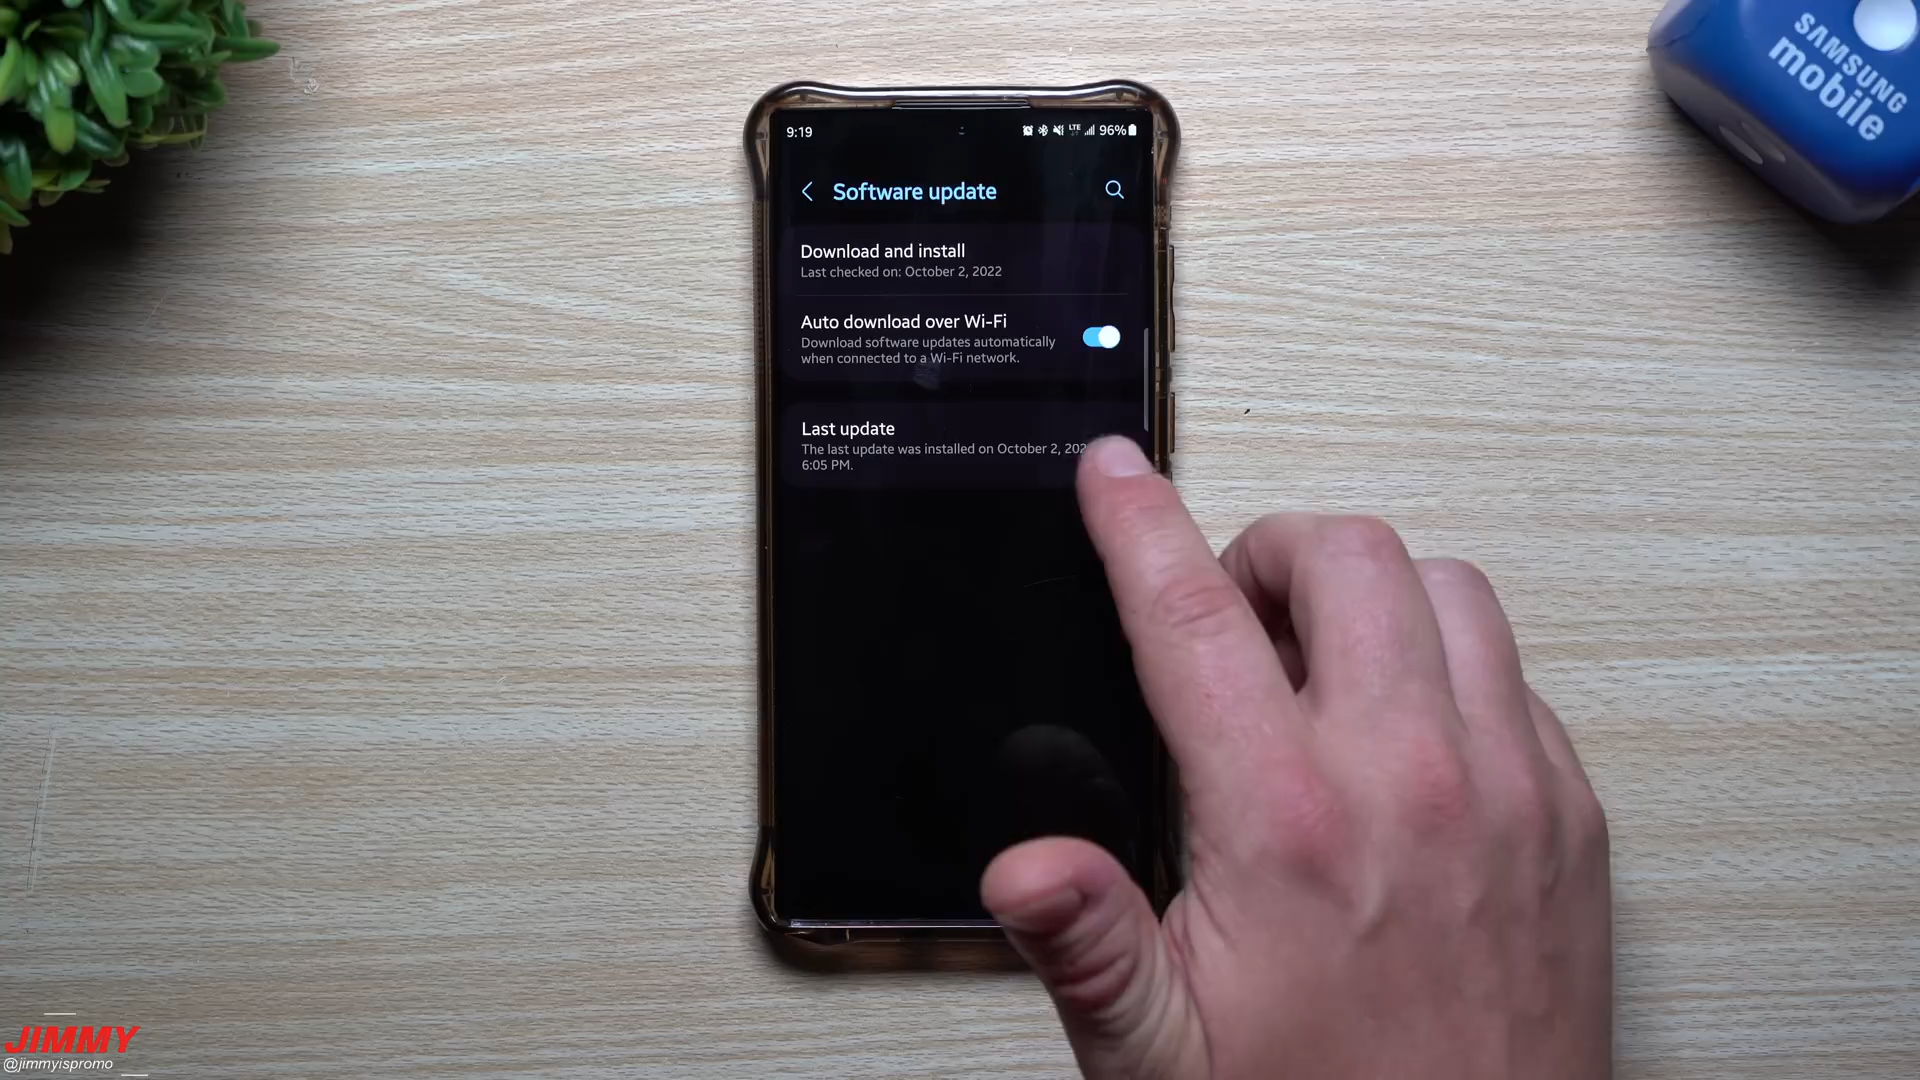 SAMSUNG
mobile
9:19
LTE
96%
Software update
Download and install
Last checked on: October 2, 2022
Auto download over Wi-Fi
Download software updates automatically
when connected to a Wi-Fi network.
Last update
The last update was installed on October 2,
6:05 PM.
JIMMY
@jimmyispromo